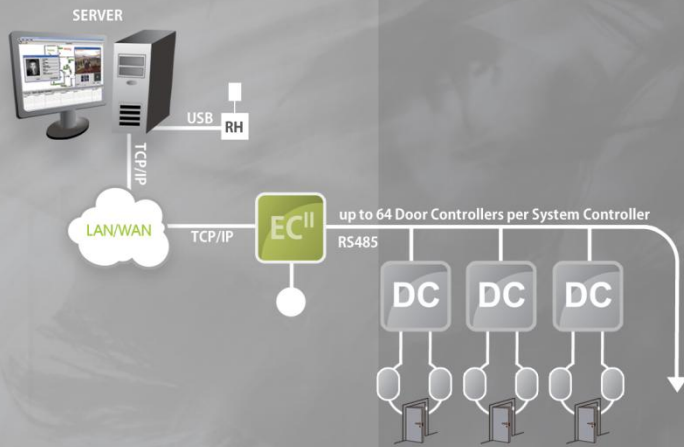 SERVER
USB
RH
TCP/IP
LAN/WAN
TCP/IP
EC II
up to 64 Door Controllers per System Controller
RS485
DC
DC
DC